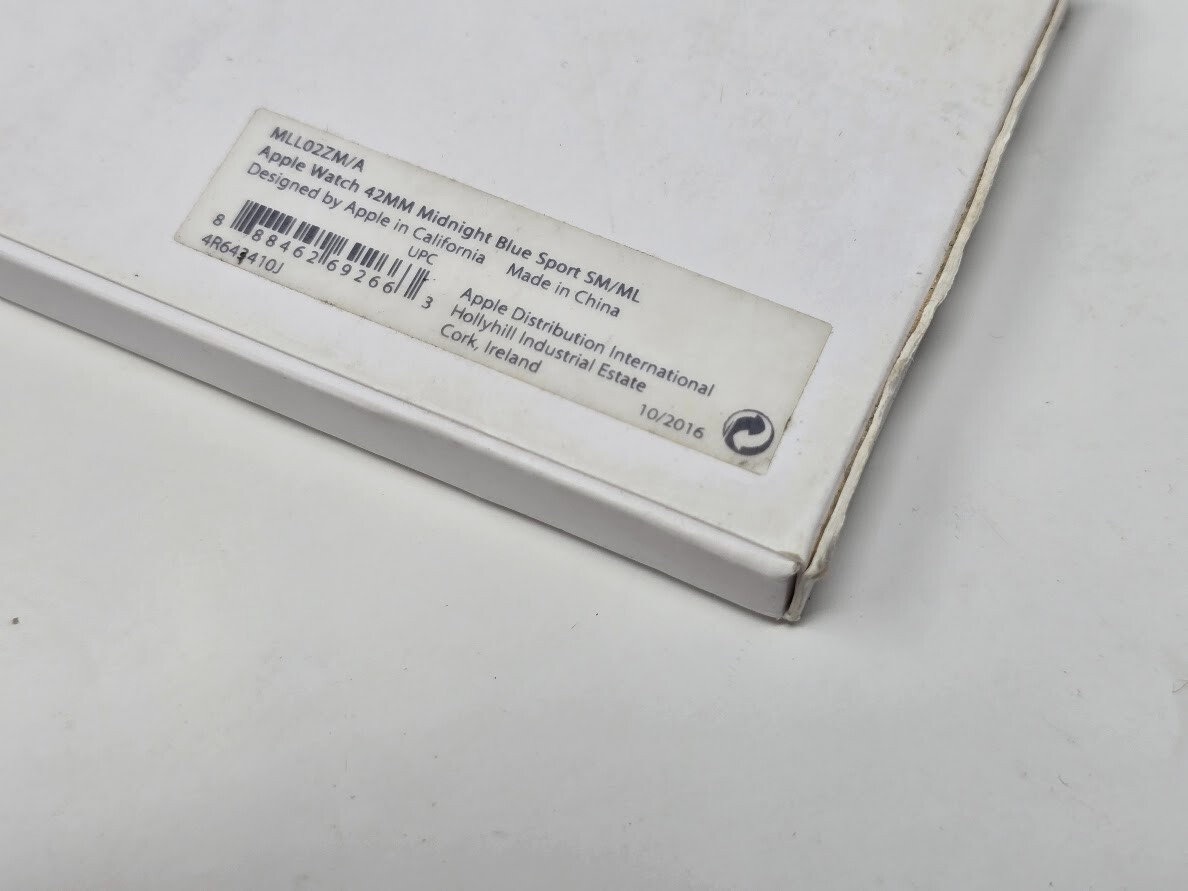 MLL02ZM/A
Apple Watch 42MM Midnight Blue Sport SM/ML
Designed by Apple in California Made in China
UPC
8 88462 69266 3
Apple Distribution International
Hollyhill Industrial Estate
Cork, Ireland
10/2016